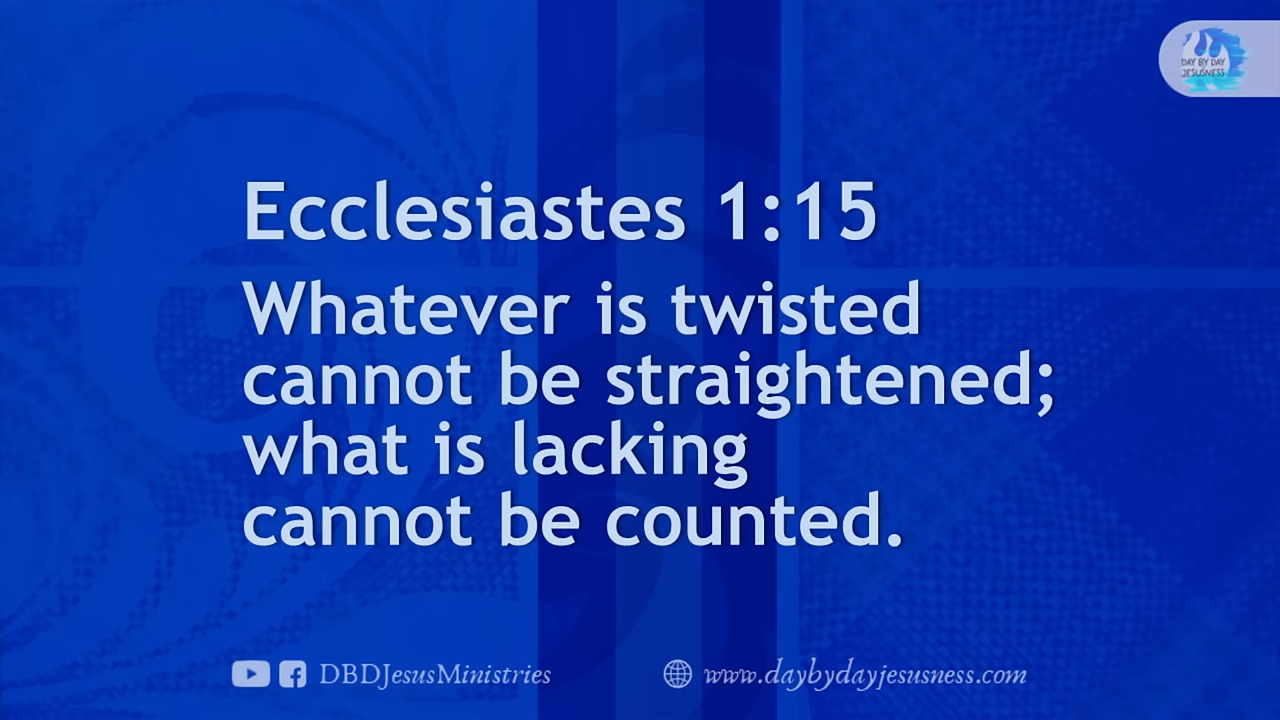 DAY BY DAY
JESUSNESS
Ecclesiastes 1:15
Whatever is twisted
cannot be straightened;
what is lacking
cannot be counted.
DBDJesusMinistries
www.daybydayjesusness.com